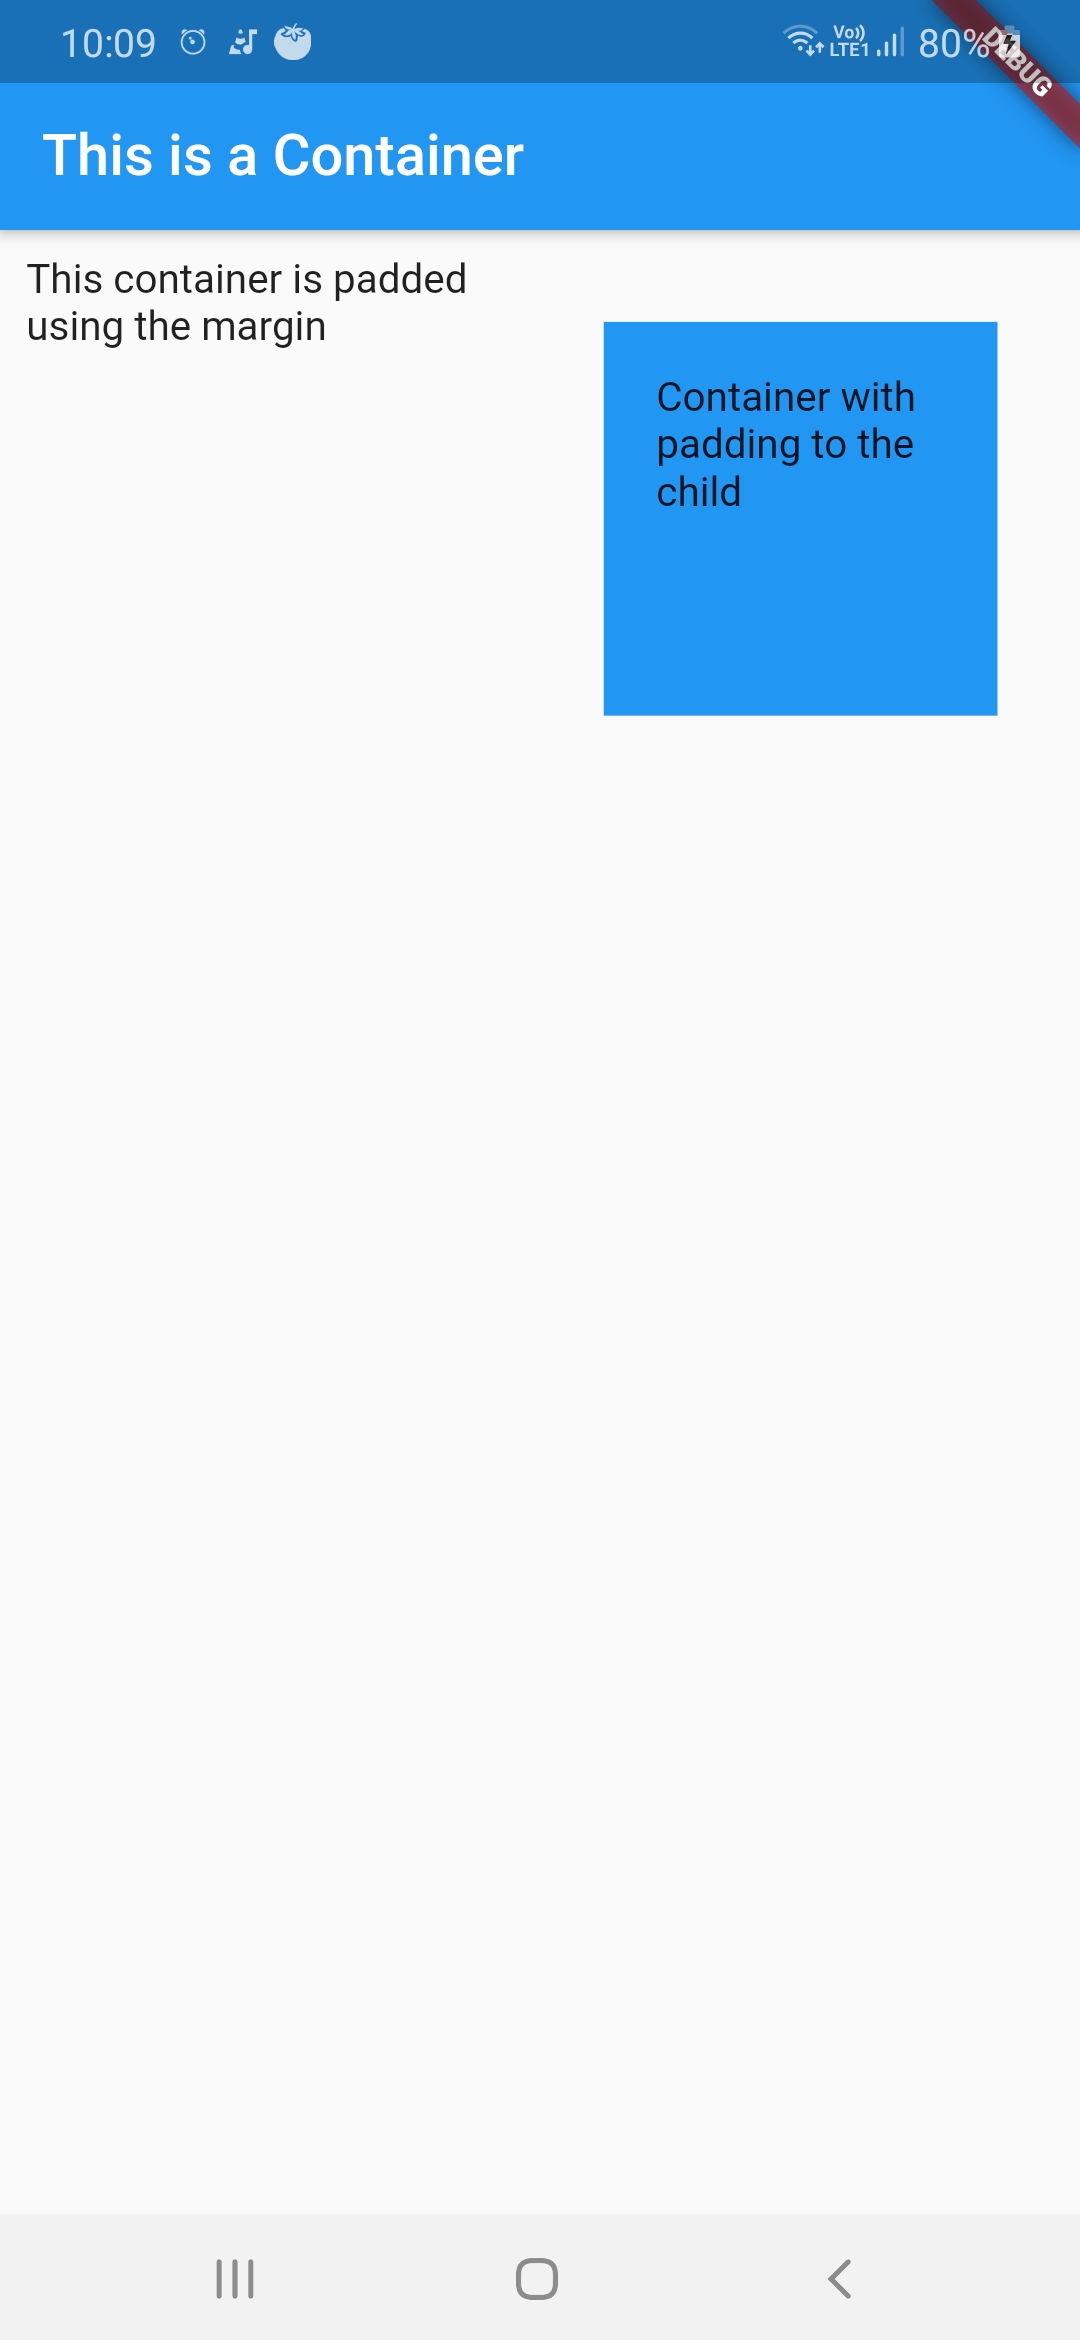 10:09
Vo))
LTE1
80%
DEBUG
This is a Container
This container is padded
using the margin
Container with
padding to the
child